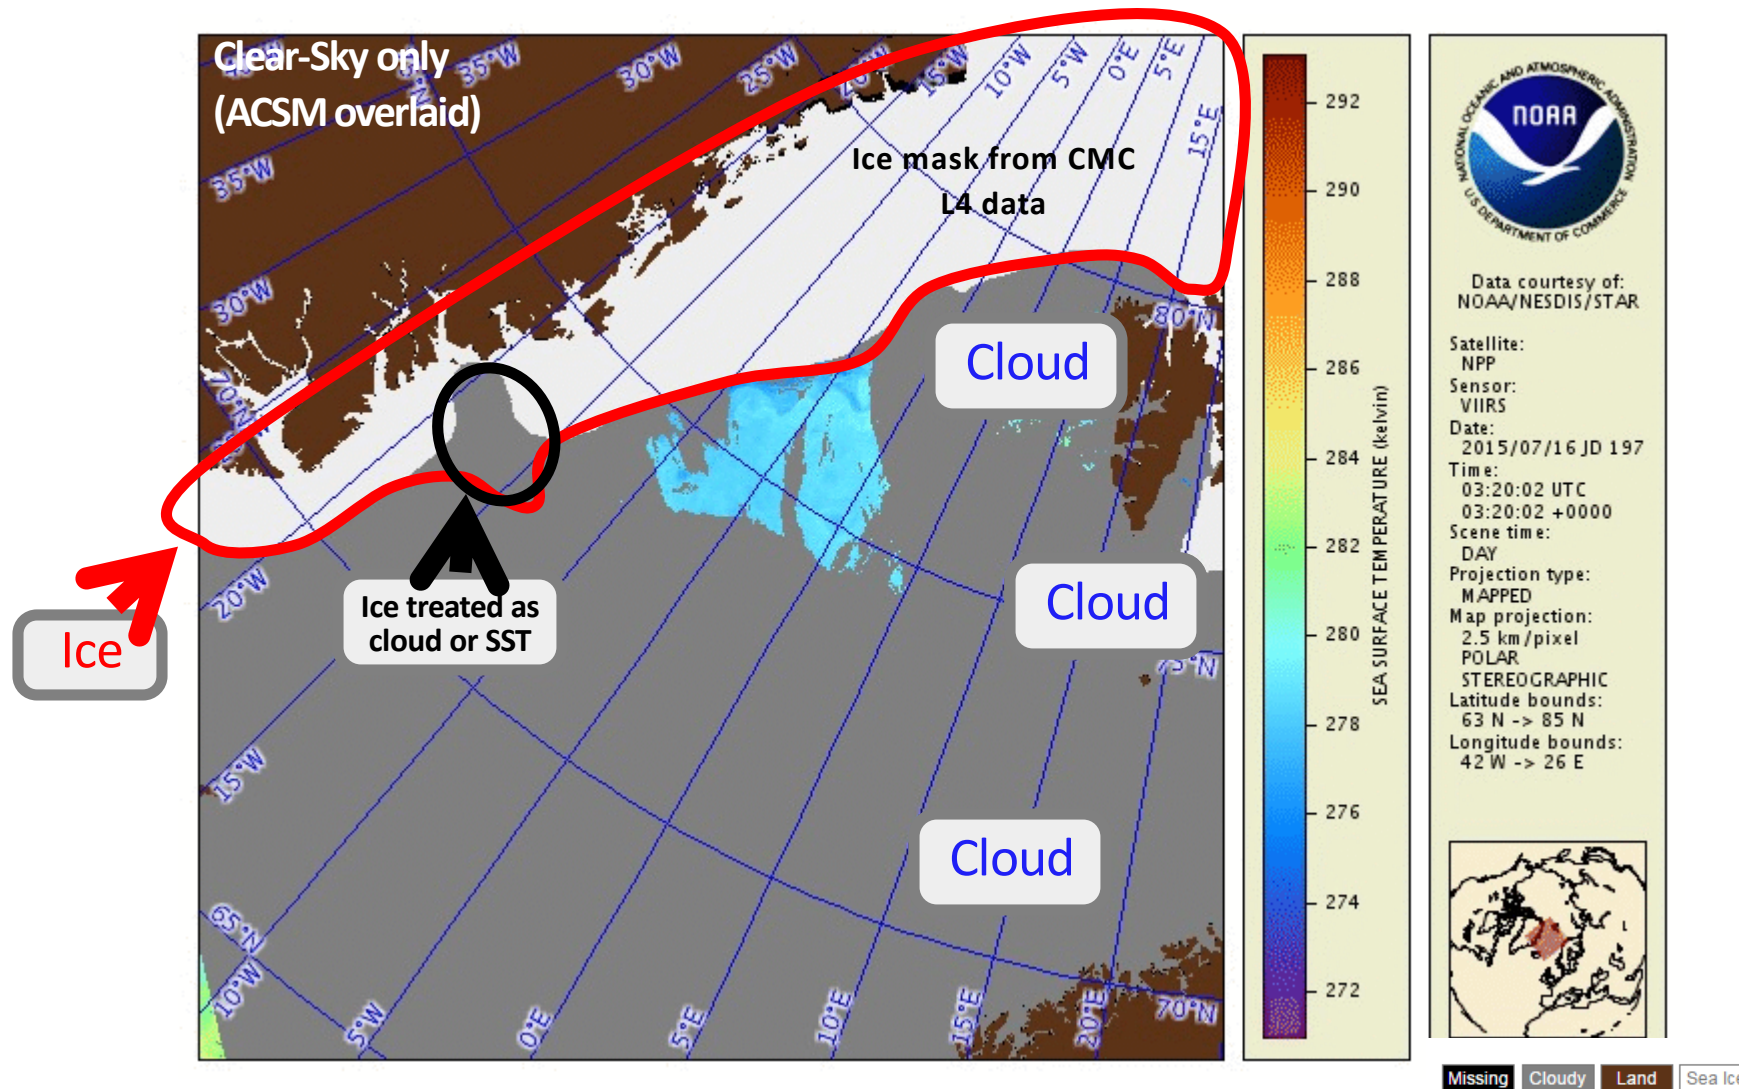 Clear-Sky only
(ACSM overlaid)
35°W
30°W
25°W
20°W
15°W
10°W
5°W
0°E
5°E
15°E
35°W
30°W
70°N
20°W
15°W
65°N
10°W
5°W
0°E
5°E
10°E
15°E
20°E
70°N
75°N
80°N
Ice mask from CMC
L4 data
Cloud
Cloud
Cloud
Ice treated as
cloud or SST
Ice
292
290
288
286
284
282
280
278
276
274
272
SEA SURFACE TEMPERATURE (kelvin)
NATIONAL OCEANIC AND ATMOSPHERIC ADMINISTRATION
NOAA
U.S. DEPARTMENT OF COMMERCE
Data courtesy of:
NOAA/NESDIS/STAR
Satellite:
NPP
Sensor:
VIIRS
Date:
2015/07/16 JD 197
Time:
03:20:02 UTC
03:20:02 +0000
Scene time:
DAY
Projection type:
MAPPED
Map projection:
2.5 km/pixel
POLAR
STEREOGRAPHIC
Latitude bounds:
63 N -> 85 N
Longitude bounds:
42 W -> 26 E
Missing
Cloudy
Land
Sea Ice